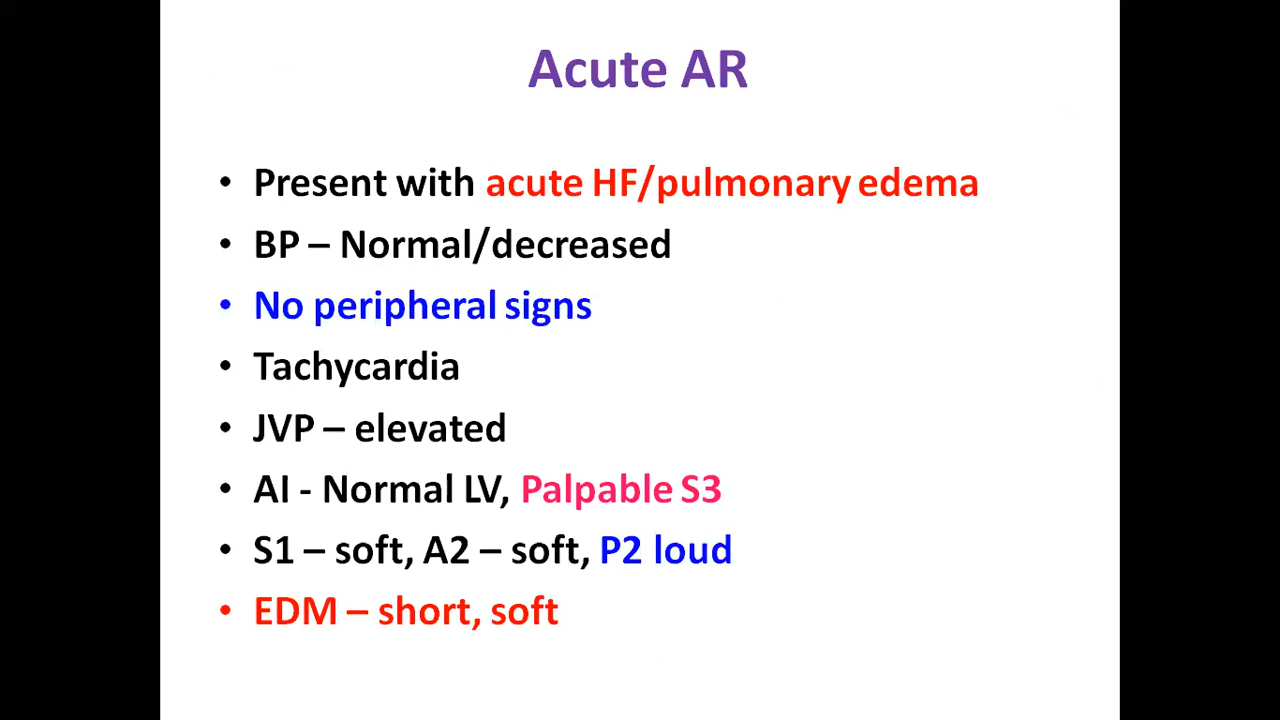 Acute AR
• Present with acute HF/pulmonary edema
• BP – Normal/decreased
• No peripheral signs
• Tachycardia
• JVP – elevated
• AI - Normal LV, Palpable S3
• S1 – soft, A2 – soft, P2 loud
• EDM – short, soft